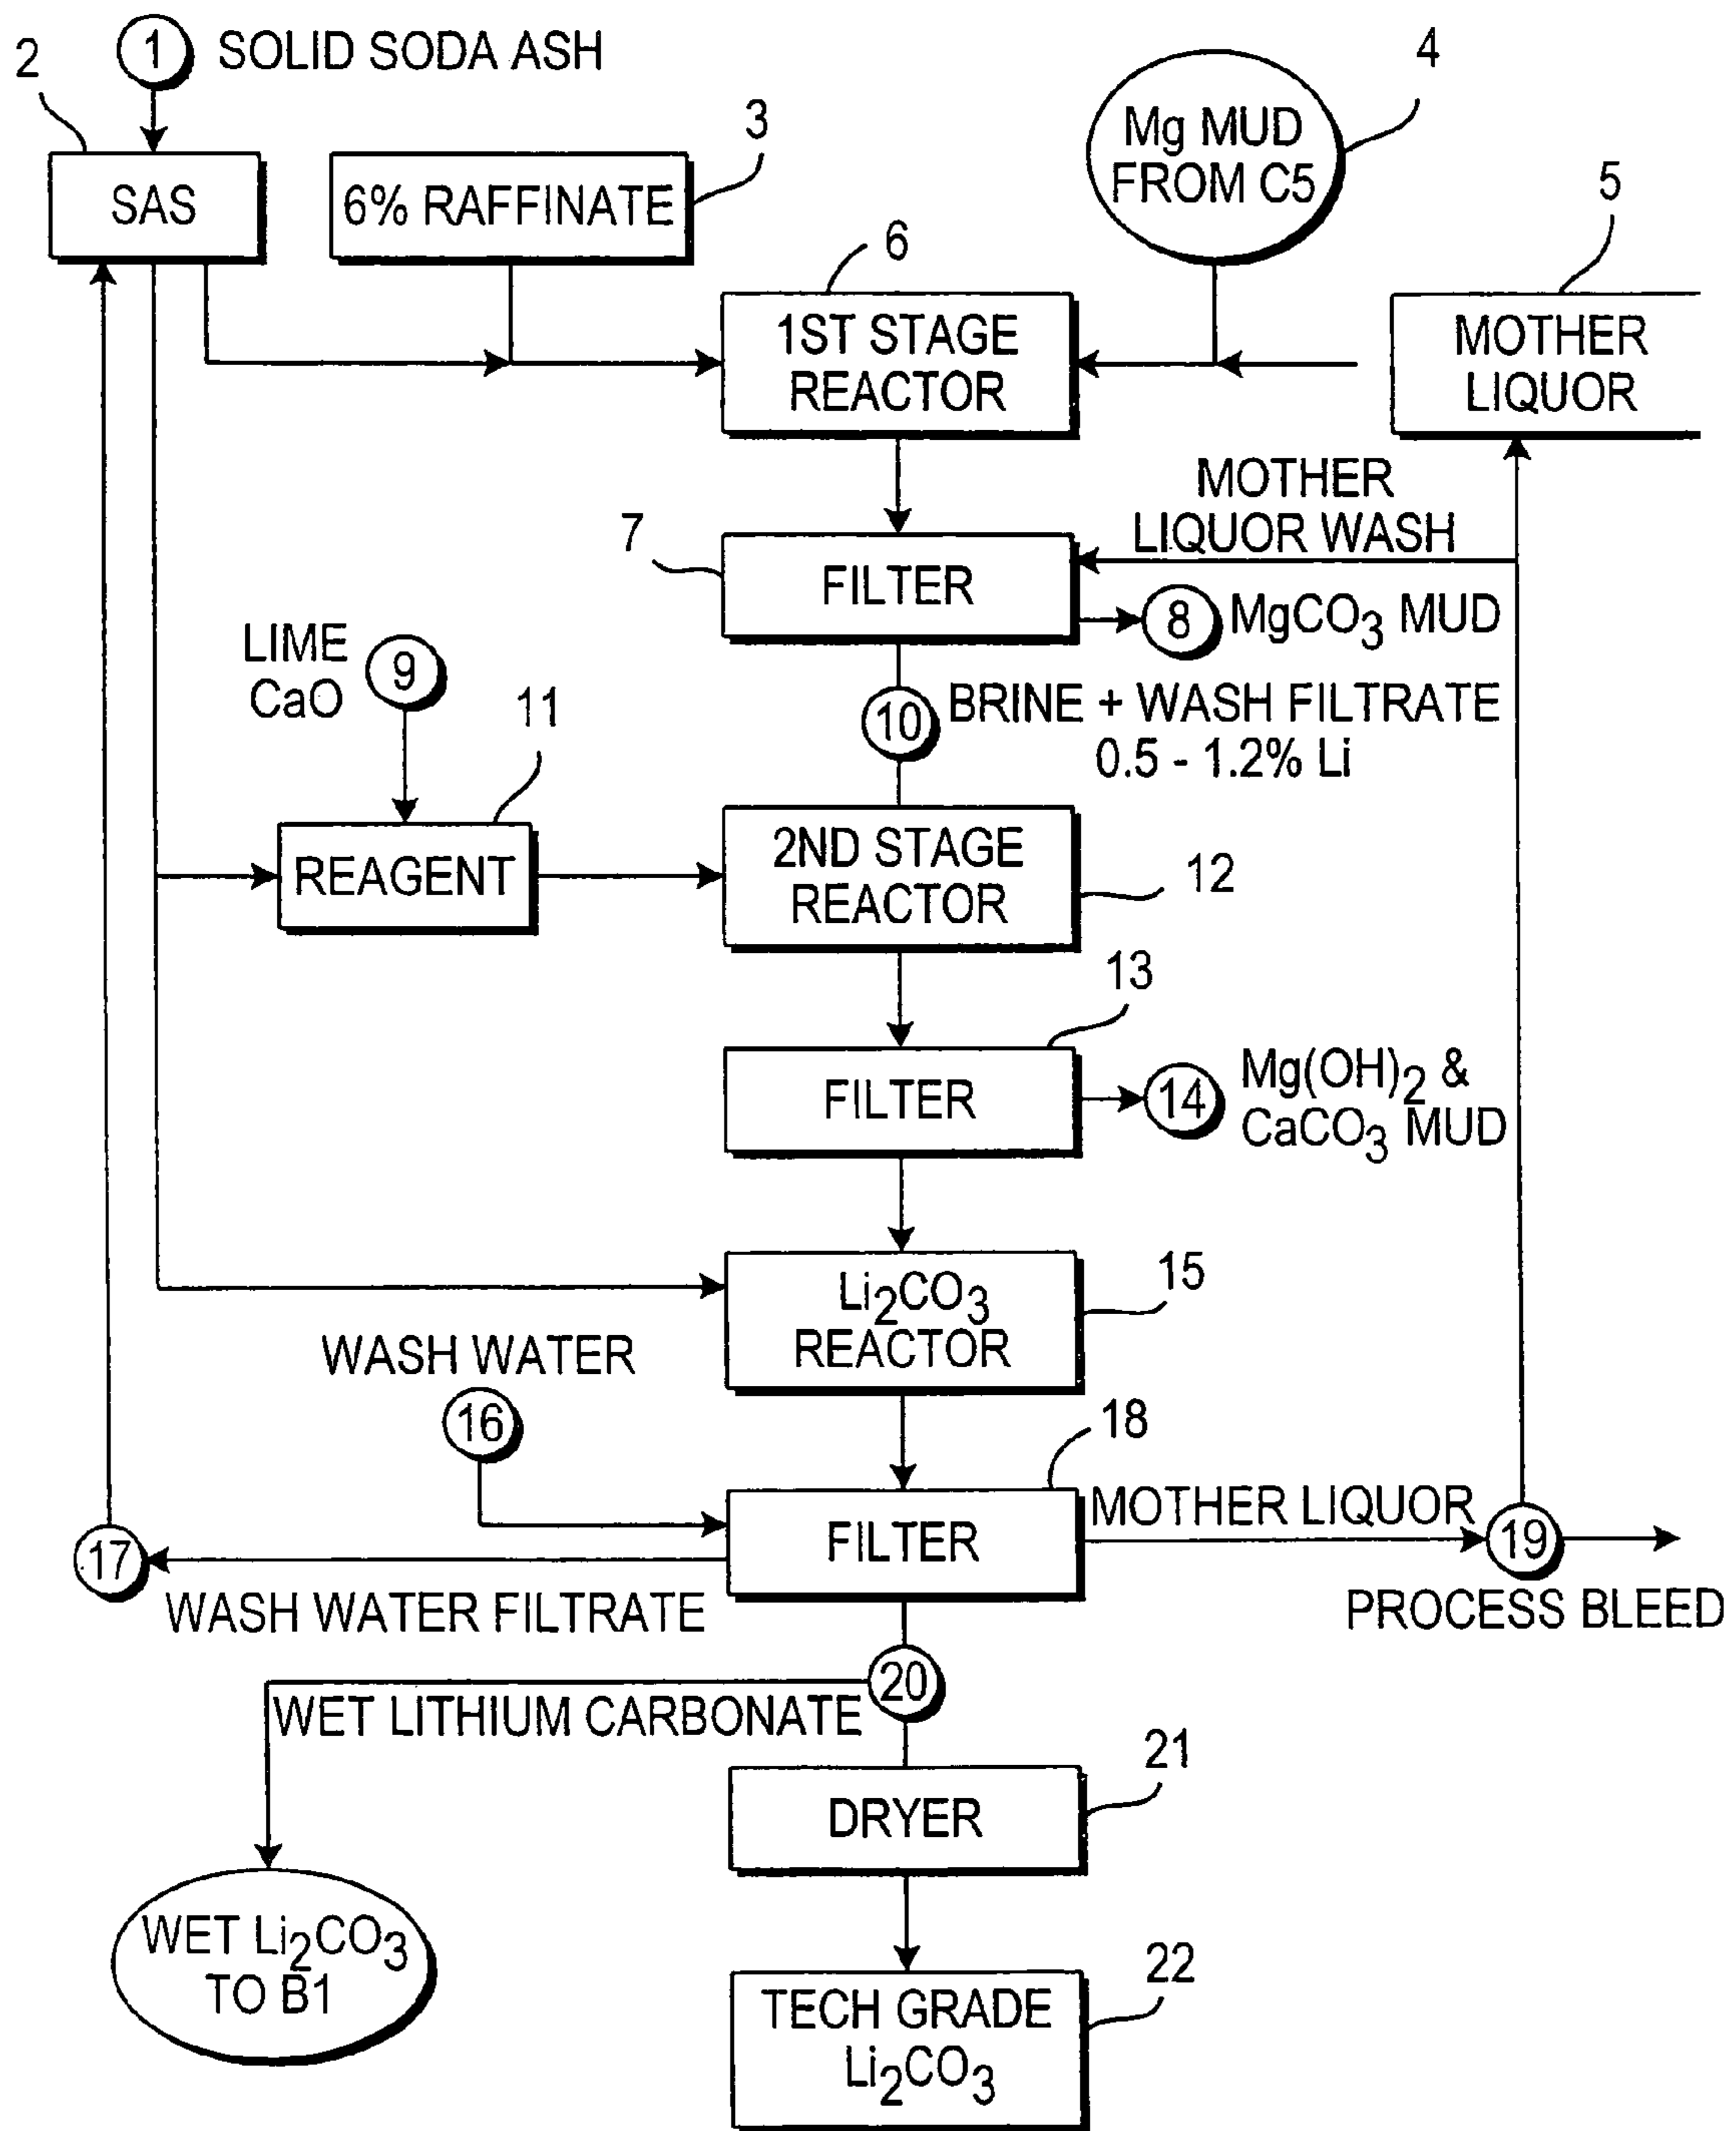 1 SOLID SODA ASH
2
SAS
6% RAFFINATE
3
Mg MUD
FROM C5
4
5
6
1ST STAGE
REACTOR
MOTHER
LIQUOR
MOTHER
LIQUOR WASH
7
FILTER
8 MgCO3 MUD
LIME
CaO
9
10 BRINE + WASH FILTRATE
0.5 - 1.2% Li
11
REAGENT
2ND STAGE
REACTOR
12
13
FILTER
14
Mg(OH)2 &
CaCO3 MUD
Li2CO3
REACTOR
15
WASH WATER
16
18
FILTER
MOTHER LIQUOR
19
PROCESS BLEED
17
WASH WATER FILTRATE
20
WET LITHIUM CARBONATE
21
DRYER
WET Li2CO3
TO B1
22
TECH GRADE
Li2CO3